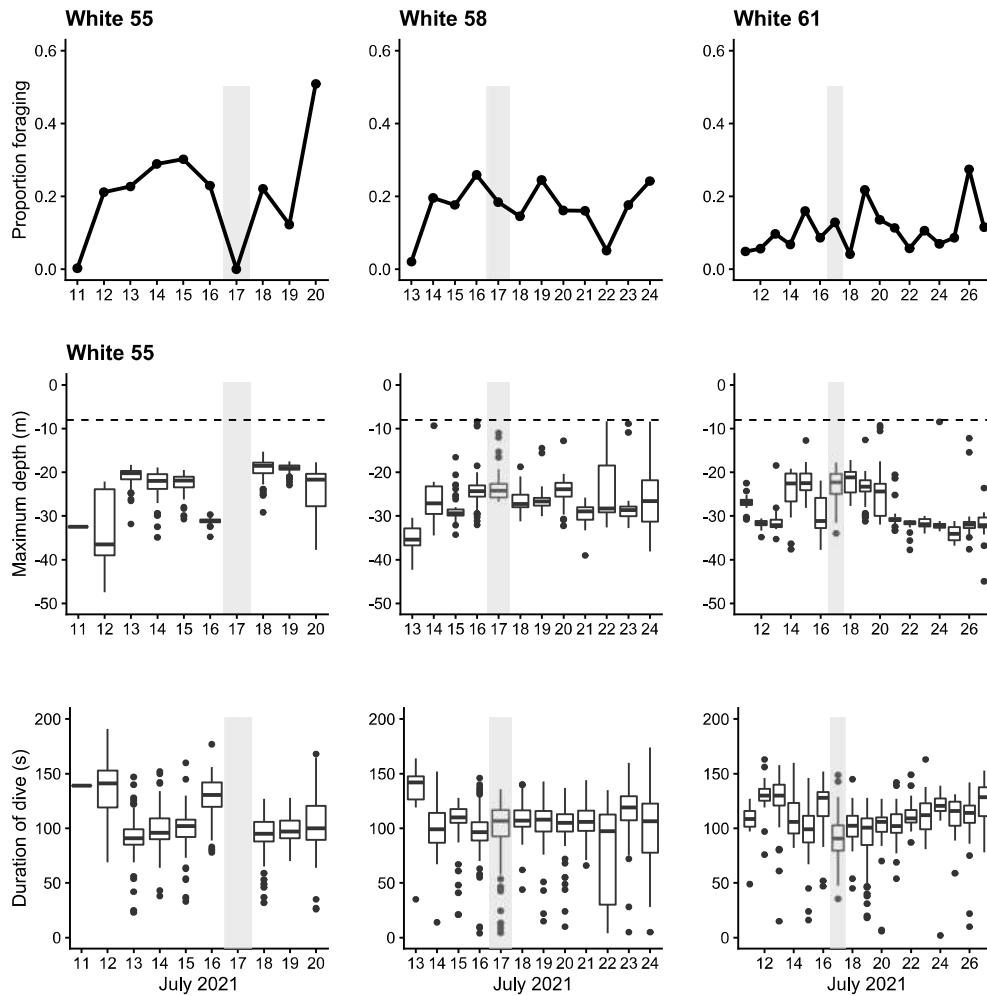 White 55 White 58 White 61
Proportion foraging
0.6 0.6 0.6
0.4 0.4 0.4
0.2 0.2 0.2
0.0 0.0 0.0
11 12 13 14 15 16 17 18 19 20 13 14 15 16 17 18 19 20 21 22 23 24 12 14 16 18 20 22 24 26
White 55
Maximum depth (m)
0 0 0
-10 -10 -10
-20 -20 -20
-30 -30 -30
-40 -40 -40
-50 -50 -50
11 12 13 14 15 16 17 18 19 20 13 14 15 16 17 18 19 20 21 22 23 24 12 14 16 18 20 22 24 26
Duration of dive (s)
200 200 200
150 150 150
100 100 100
50 50 50
0 0 0
11 12 13 14 15 16 17 18 19 20 13 14 15 16 17 18 19 20 21 22 23 24 12 14 16 18 20 22 24 26
July 2021 July 2021 July 2021